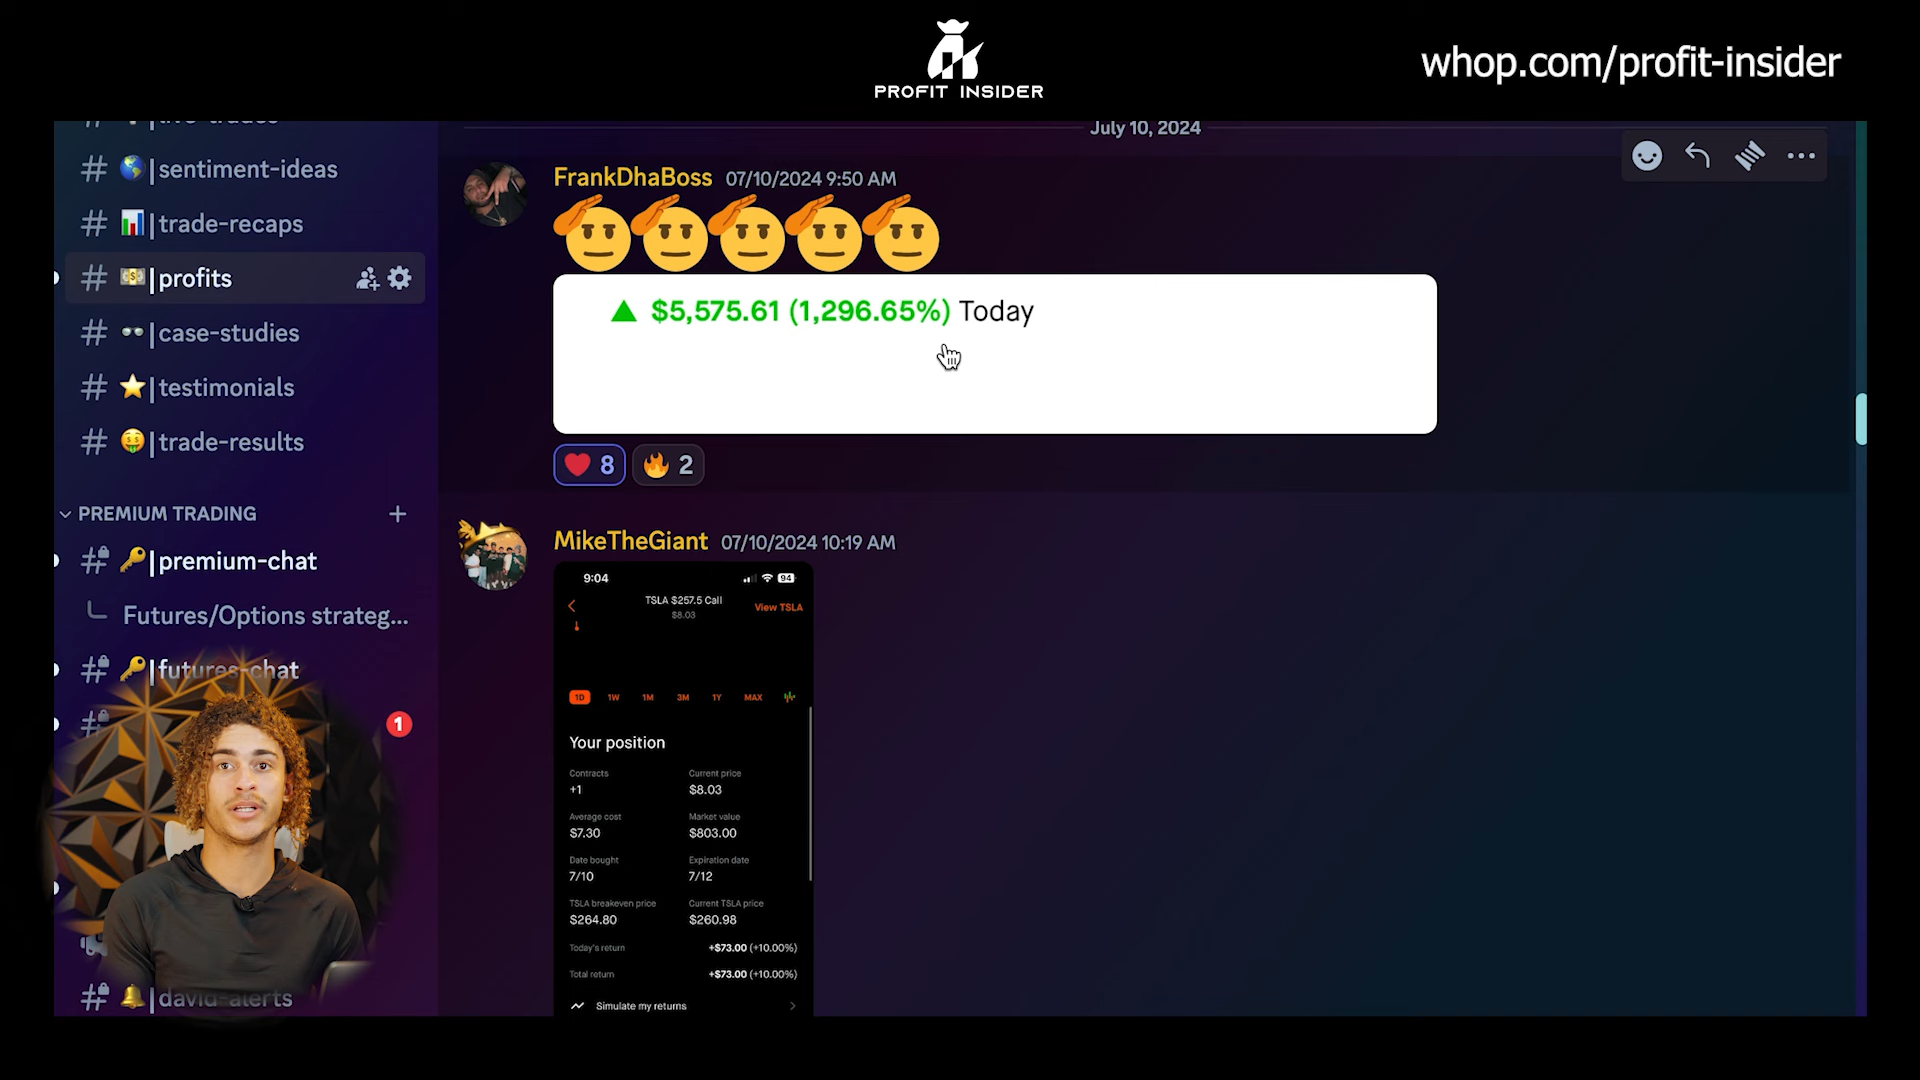 PROFIT INSIDER
whop.com/profit-insider
# |sentiment-ideas
# |trade-recaps
# |profits
# |case-studies
# |testimonials
# |trade-results
PREMIUM TRADING +
# |premium-chat
Futures/Options strateg...
# |futures-chat
1
# |david-alerts
July 10, 2024
FrankDhaBoss 07/10/2024 9:50 AM
▲ $5,575.61 (1,296.65%) Today
8 2
MikeTheGiant 07/10/2024 10:19 AM
9:04 94
TSLA $257.5 Call
$8.03
View TSLA
1D 1W 1M 3M 1Y MAX
Your position
Contracts Current price
+1 $8.03
Average cost Market value
$7.30 $803.00
Date bought Expiration date
7/10 7/12
TSLA breakeven price Current TSLA price
$264.80 $260.98
Today's return +$73.00 (+10.00%)
Total return +$73.00 (+10.00%)
Simulate my returns